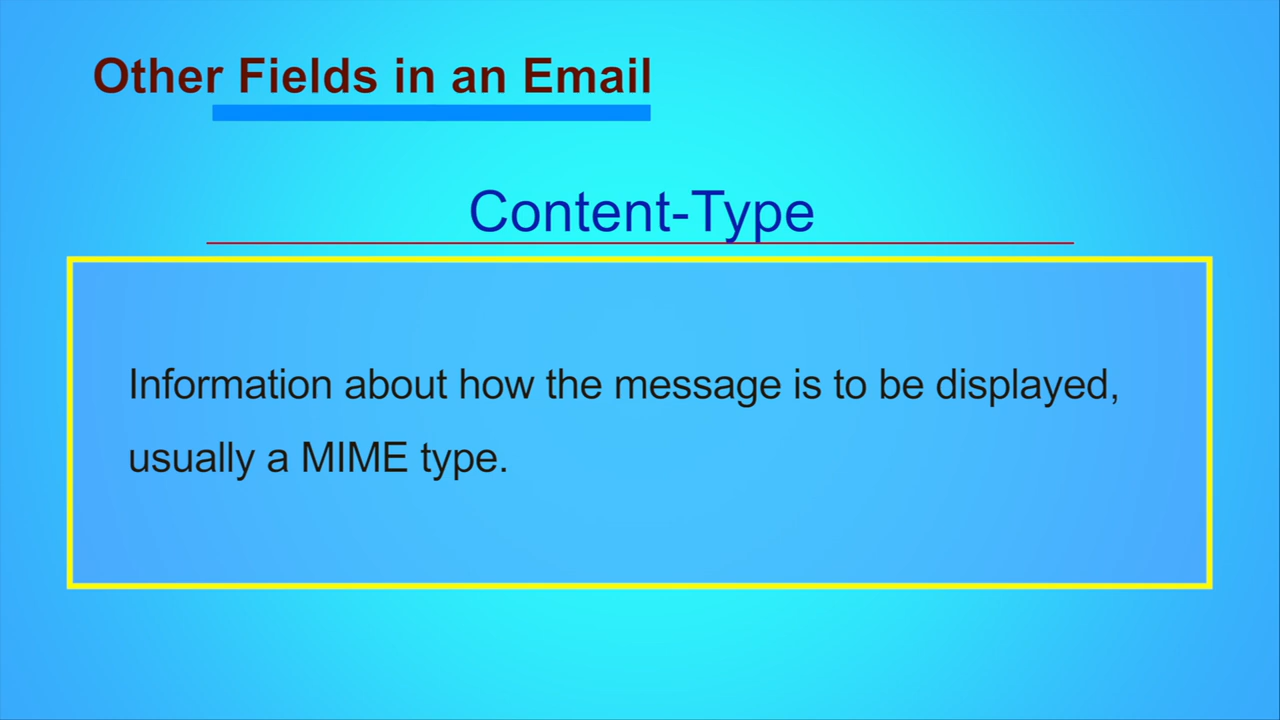 Other Fields in an Email
Content-Type
Information about how the message is to be displayed,
usually a MIME type.